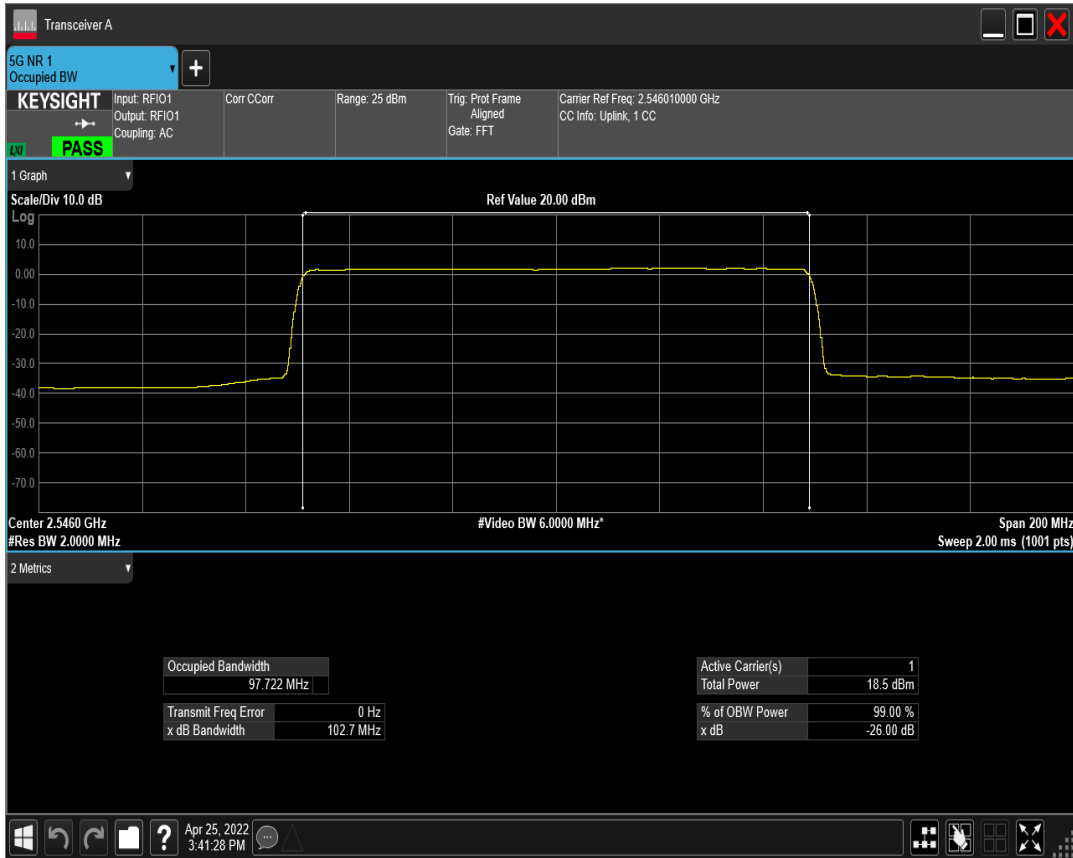 Transceiver A
5G NR 1
Occupied BW
+
KEYSIGHT
Input: RFIO1
Output: RFIO1
Coupling: AC
Corr CCorr
Range: 25 dBm
Trig: Prot Frame
Aligned
Gate: FFT
Carrier Ref Freq: 2.546010000 GHz
CC Info: Uplink, 1 CC
LXI
PASS
1 Graph
Scale/Div 10.0 dB
Ref Value 20.00 dBm
Log
10.0
0.00
-10.0
-20.0
-30.0
-40.0
-50.0
-60.0
-70.0
Center 2.5460 GHz
#Video BW 6.0000 MHz*
Span 200 MHz
#Res BW 2.0000 MHz
Sweep 2.00 ms (1001 pts)
2 Metrics
Occupied Bandwidth
97.722 MHz
Transmit Freq Error 0 Hz
x dB Bandwidth 102.7 MHz
Active Carrier(s) 1
Total Power 18.5 dBm
% of OBW Power 99.00 %
x dB -26.00 dB
?
Apr 25, 2022
3:41:28 PM